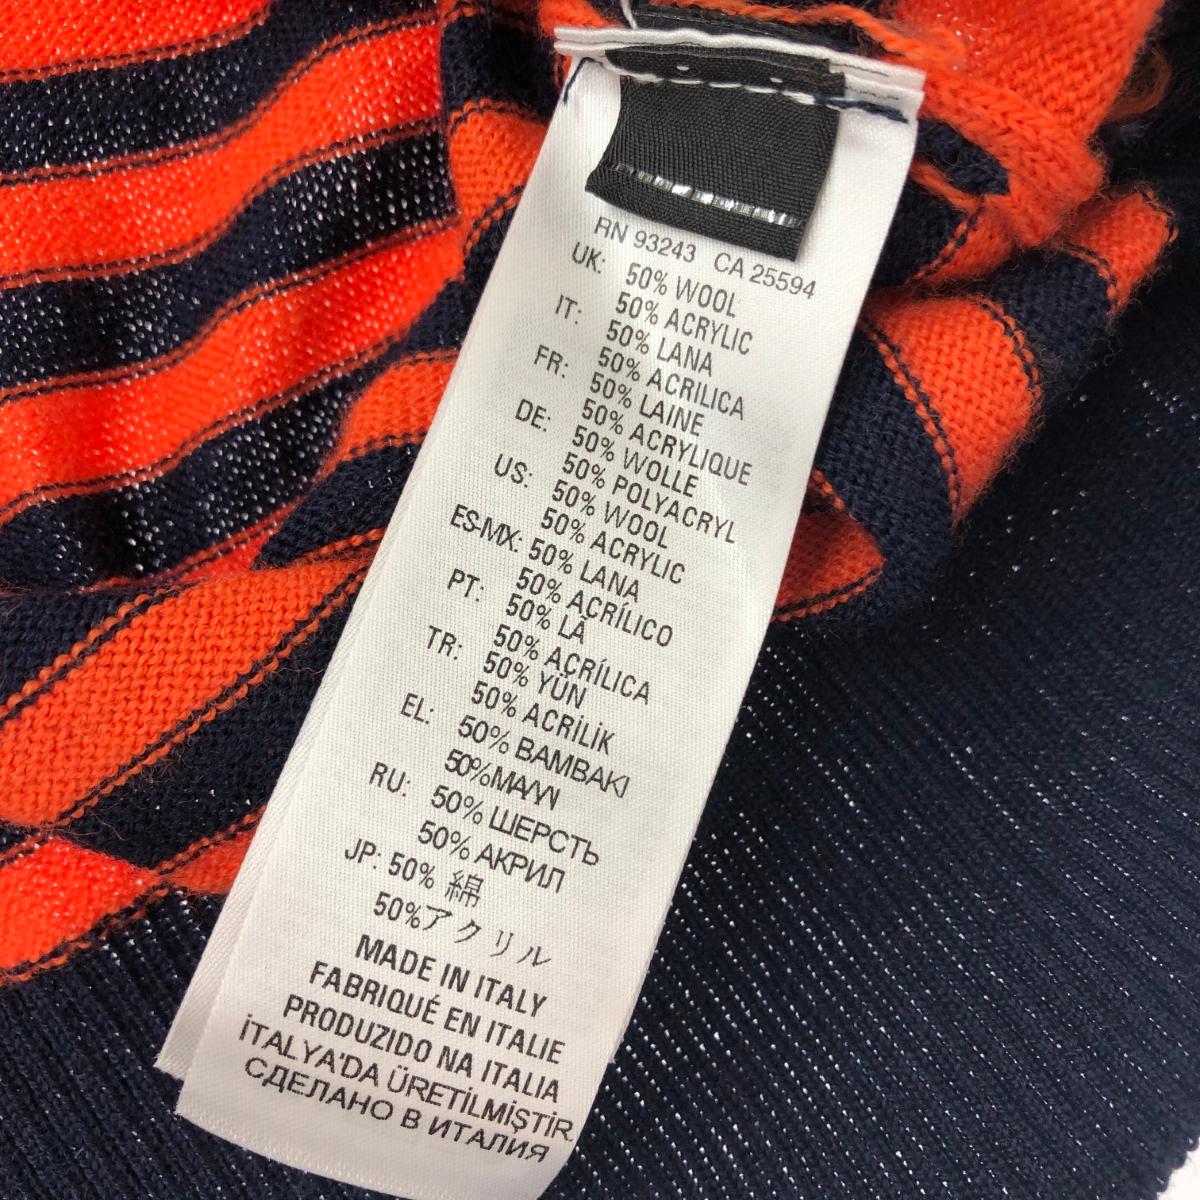 RN 93243 CA 25594
UK: 50% WOOL
50% ACRYLIC
IT: 50% LANA
50% ACRILICA
FR: 50% LAINE
50% ACRYLIQUE
DE: 50% WOLLE
50% POLYACRYL
US: 50% WOOL
50% ACRYLIC
ES-MX: 50% LANA
50% ACRÍLICO
PT: 50% LÃ
50% ACRÍLICA
TR: 50% YÜN
50% ACRİLİK
EL: 50% ΒΑΜΒΑΚΙ
50%
RU: 50% ШЕРСТЬ
50% АКРИЛ
JP: 50% 綿
50%アクリル
MADE IN ITALY
FABRIQUÉ EN ITALIE
PRODUZIDO NA ITALIA
İTALYA'DA ÜRETİLMİŞTİR
СДЕЛАНО В ИТАЛИЯ